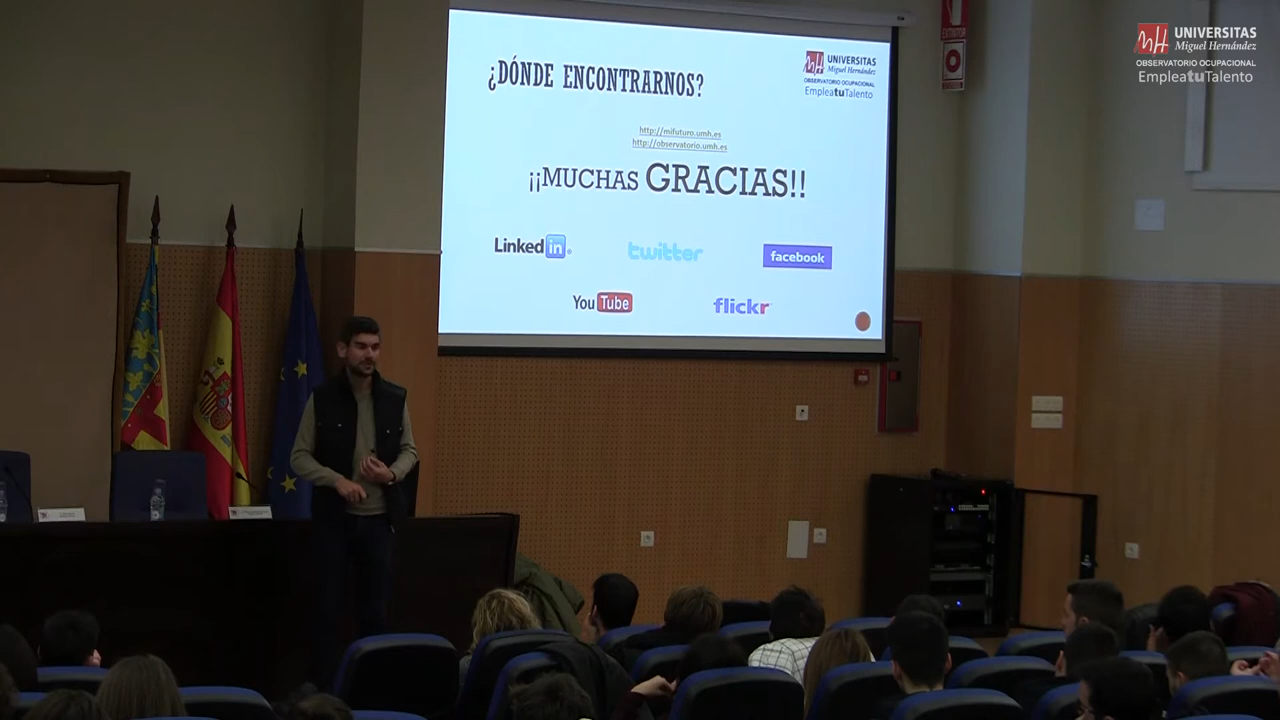 ¿DÓNDE ENCONTRARNOS?
UNIVERSITAS
Miguel Hernández
OBSERVATORIO OCUPACIONAL
EmpleatuTalento
http://mifuturo.umh.es
http://observatorio.umh.es
¡¡MUCHAS GRACIAS!!
LinkedIn
twitter
facebook
YouTube
flickr
EXTINTOR
UNIVERSITAS
Miguel Hernández
OBSERVATORIO OCUPACIONAL
EmpleatuTalento